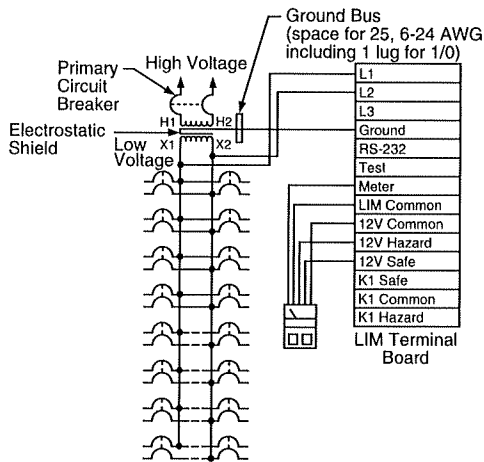 Ground Bus
(space for 25, 6-24 AWG
including 1 lug for 1/0)
High Voltage
Primary
Circuit
Breaker
H1 H2
Electrostatic
Shield
Low
Voltage
X1 X2
L1
L2
L3
Ground
RS-232
Test
Meter
LIM Common
12V Common
12V Hazard
12V Safe
K1 Safe
K1 Common
K1 Hazard
LIM Terminal
Board